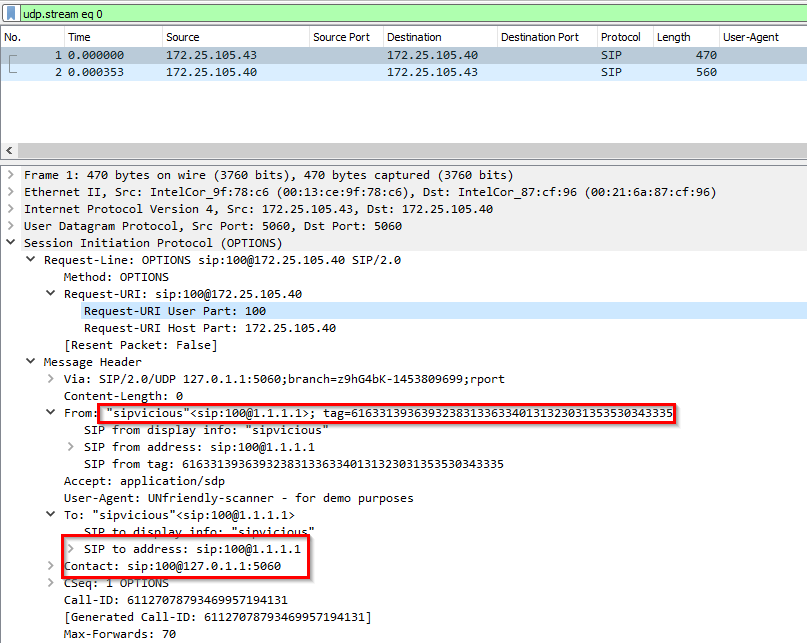 udp.stream eq 0
No. Time Source Source Port Destination Destination Port Protocol Length User-Agent
1 0.000000 172.25.105.43 172.25.105.40 SIP 470
2 0.000353 172.25.105.40 172.25.105.43 SIP 560
Frame 1: 470 bytes on wire (3760 bits), 470 bytes captured (3760 bits)
Ethernet II, Src: IntelCor_9f:78:c6 (00:13:ce:9f:78:c6), Dst: IntelCor_87:cf:96 (00:21:6a:87:cf:96)
Internet Protocol Version 4, Src: 172.25.105.43, Dst: 172.25.105.40
User Datagram Protocol, Src Port: 5060, Dst Port: 5060
Session Initiation Protocol (OPTIONS)
Request-Line: OPTIONS sip:100@172.25.105.40 SIP/2.0
Method: OPTIONS
Request-URI: sip:100@172.25.105.40
Request-URI User Part: 100
Request-URI Host Part: 172.25.105.40
[Resent Packet: False]
Message Header
Via: SIP/2.0/UDP 127.0.1.1:5060;branch=z9hG4bK-1453809699;rport
Content-Length: 0
From: "sipvicious"<sip:100@1.1.1.1>; tag=6163313936393238313363340131323031353530343335
SIP from display info: "sipvicious"
SIP from address: sip:100@1.1.1.1
SIP from tag: 6163313936393238313363340131323031353530343335
Accept: application/sdp
User-Agent: UNfriendly-scanner - for demo purposes
To: "sipvicious"<sip:100@1.1.1.1>
SIP to display info: "sipvicious"
SIP to address: sip:100@1.1.1.1
Contact: sip:100@127.0.1.1:5060
CSeq: 1 OPTIONS
Call-ID: 61127078793469957194131
[Generated Call-ID: 61127078793469957194131]
Max-Forwards: 70